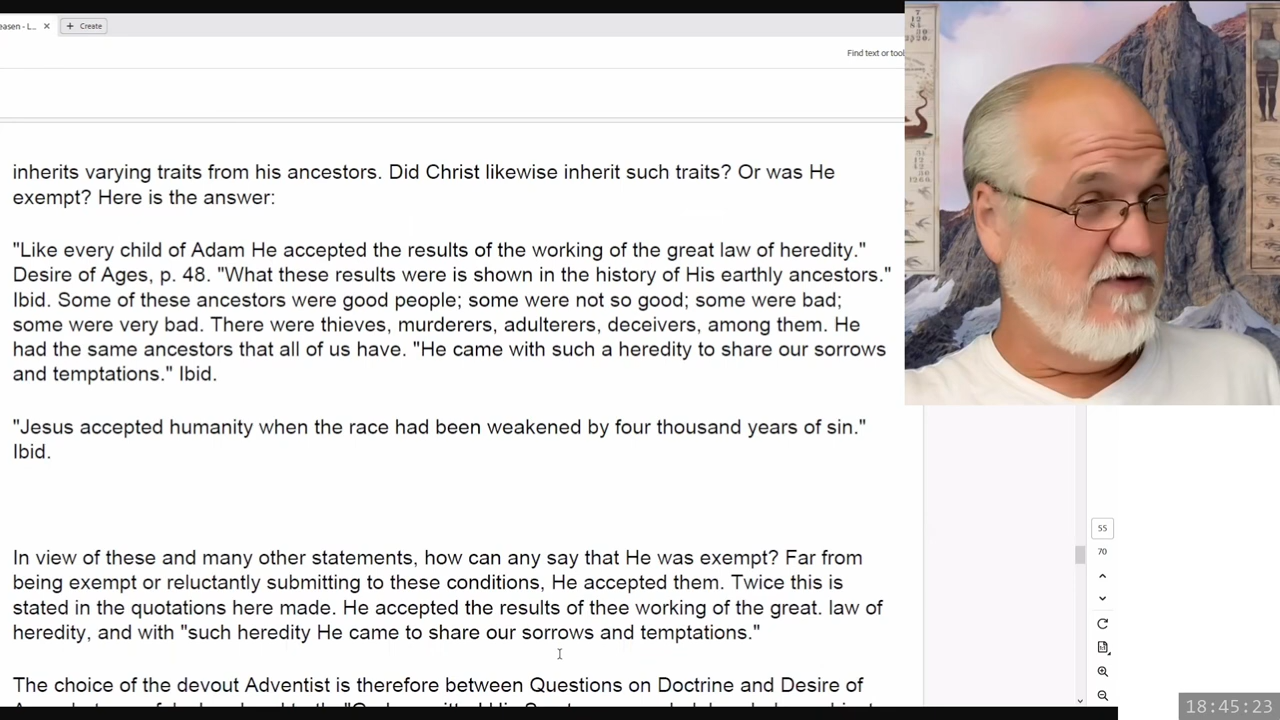 easen - L...
Create
Find text or tool
inherits varying traits from his ancestors. Did Christ likewise inherit such traits? Or was He
exempt? Here is the answer:
"Like every child of Adam He accepted the results of the working of the great law of heredity."
Desire of Ages, p. 48. "What these results were is shown in the history of His earthly ancestors."
Ibid. Some of these ancestors were good people; some were not so good; some were bad;
some were very bad. There were thieves, murderers, adulterers, deceivers, among them. He
had the same ancestors that all of us have. "He came with such a heredity to share our sorrows
and temptations." Ibid.
"Jesus accepted humanity when the race had been weakened by four thousand years of sin."
Ibid.
In view of these and many other statements, how can any say that He was exempt? Far from
being exempt or reluctantly submitting to these conditions, He accepted them. Twice this is
stated in the quotations here made. He accepted the results of thee working of the great. law of
heredity, and with "such heredity He came to share our sorrows and temptations."
The choice of the devout Adventist is therefore between Questions on Doctrine and Desire of
55
70
18:45:23